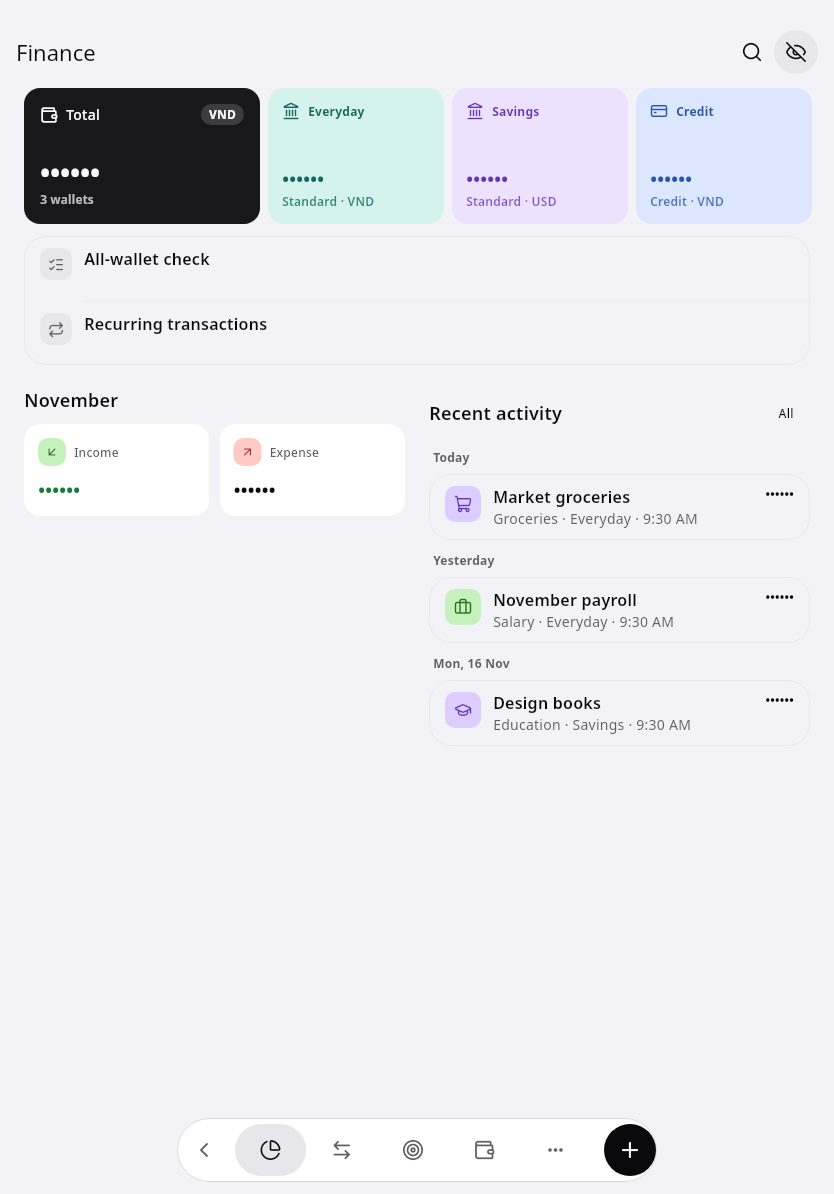 Finance
Total
VND
••••••
3 wallets
Everyday
••••••
Standard · VND
Savings
••••••
Standard · USD
Credit
••••••
Credit · VND
All-wallet check
Recurring transactions
November
Income
••••••
Expense
••••••
Recent activity
All
Today
Market groceries
••••••
Groceries · Everyday · 9:30 AM
Yesterday
November payroll
••••••
Salary · Everyday · 9:30 AM
Mon, 16 Nov
Design books
••••••
Education · Savings · 9:30 AM